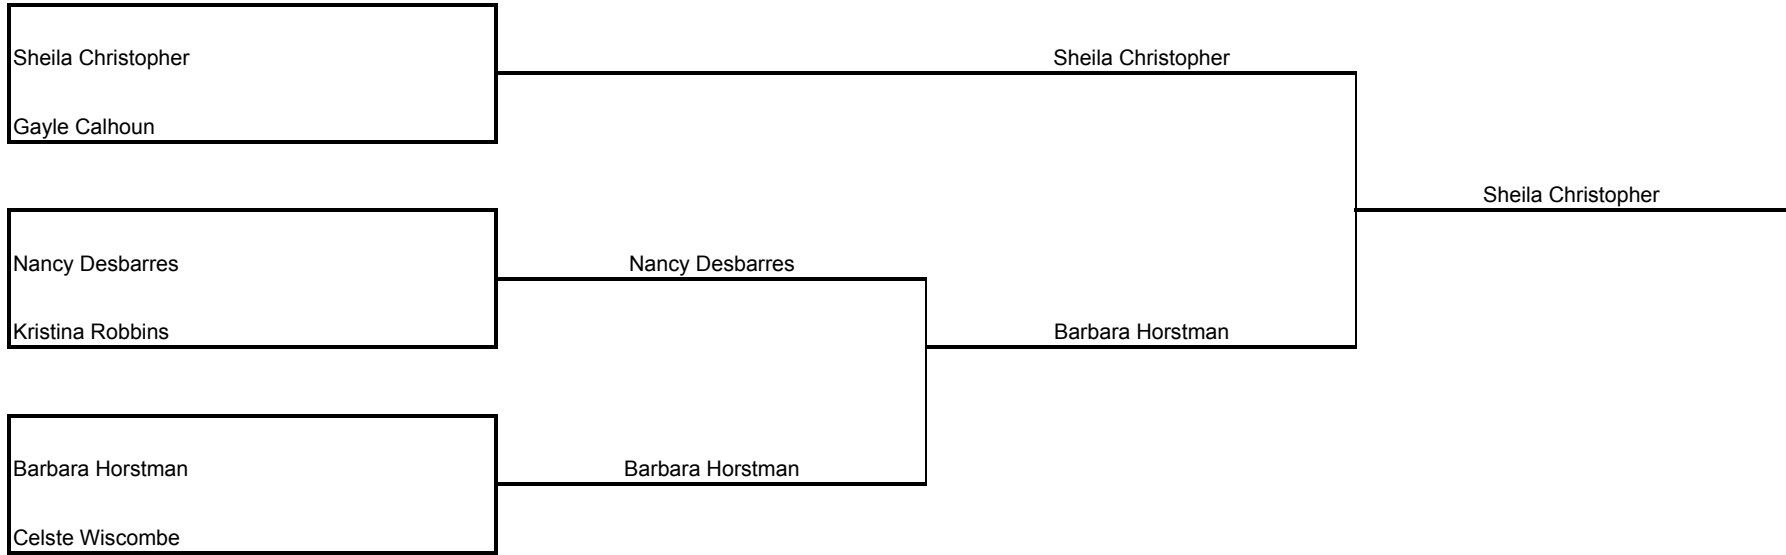 Sheila Christopher
Sheila Christopher
Gayle Calhoun
Sheila Christopher
Nancy Desbarres
Nancy Desbarres
Kristina Robbins
Barbara Horstman
Barbara Horstman
Barbara Horstman
Celste Wiscombe